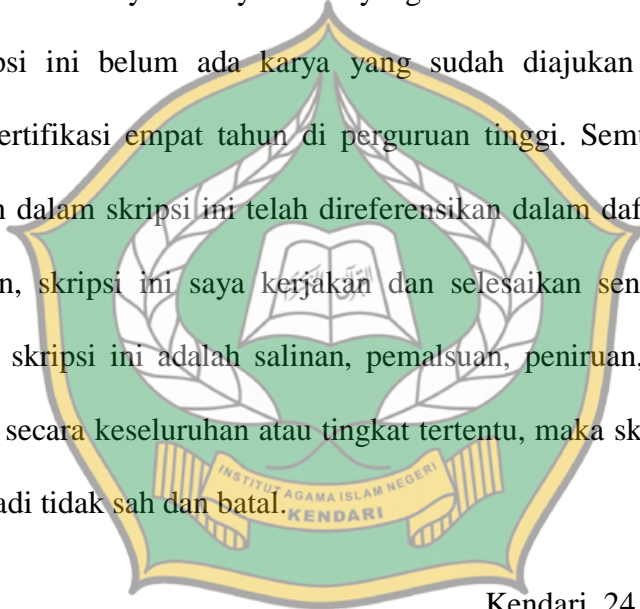 psi ini belum ada karya yang sudah diajukan
ertifikasi empat tahun di perguruan tinggi. Semu
n dalam skripsi ini telah direferensikan dalam daf
n, skripsi ini saya kerjakan dan selesaikan sen
skripsi ini adalah salinan, pemalsuan, peniruan,
secara keseluruhan atau tingkat tertentu, maka sk
adi tidak sah dan batal.
INSTITUT AGAMA ISLAM NEGERI
KENDARI
Kendari, 24